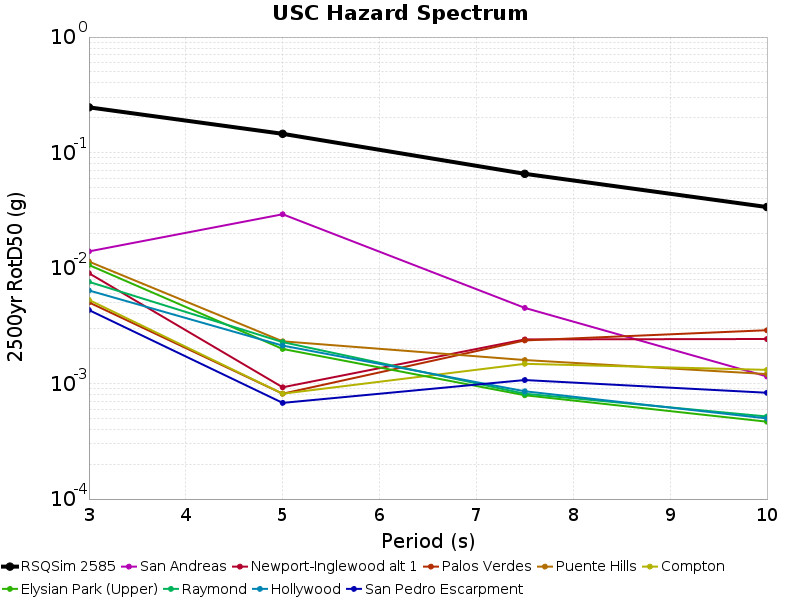 USC Hazard Spectrum
10^0
10^-1
10^-2
10^-3
10^-4
2500yr RotD50 (g)
3 4 5 6 7 8 9 10
Period (s)
RSQSim 2585 San Andreas Newport-Inglewood alt 1 Palos Verdes Puente Hills Compton
Elysian Park (Upper) Raymond Hollywood San Pedro Escarpment